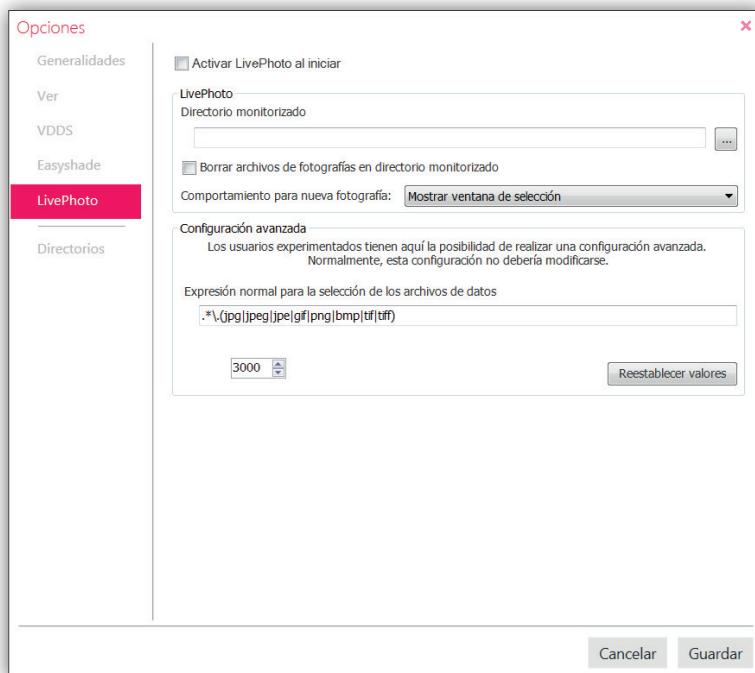 Opciones
Generalidades
Ver
VDDS
Easyshade
LivePhoto
Directorios
Activar LivePhoto al iniciar
LivePhoto
Directorio monitorizado
...
Borrar archivos de fotografías en directorio monitorizado
Comportamiento para nueva fotografía: Mostrar ventana de selección
Configuración avanzada
Los usuarios experimentados tienen aquí la posibilidad de realizar una configuración avanzada.
Normalmente, esta configuración no debería modificarse.
Expresión normal para la selección de los archivos de datos
.*\.(jpg|jpeg|jpe|gif|png|bmp|tif|tiff)
3000
Reestablecer valores
Cancelar Guardar